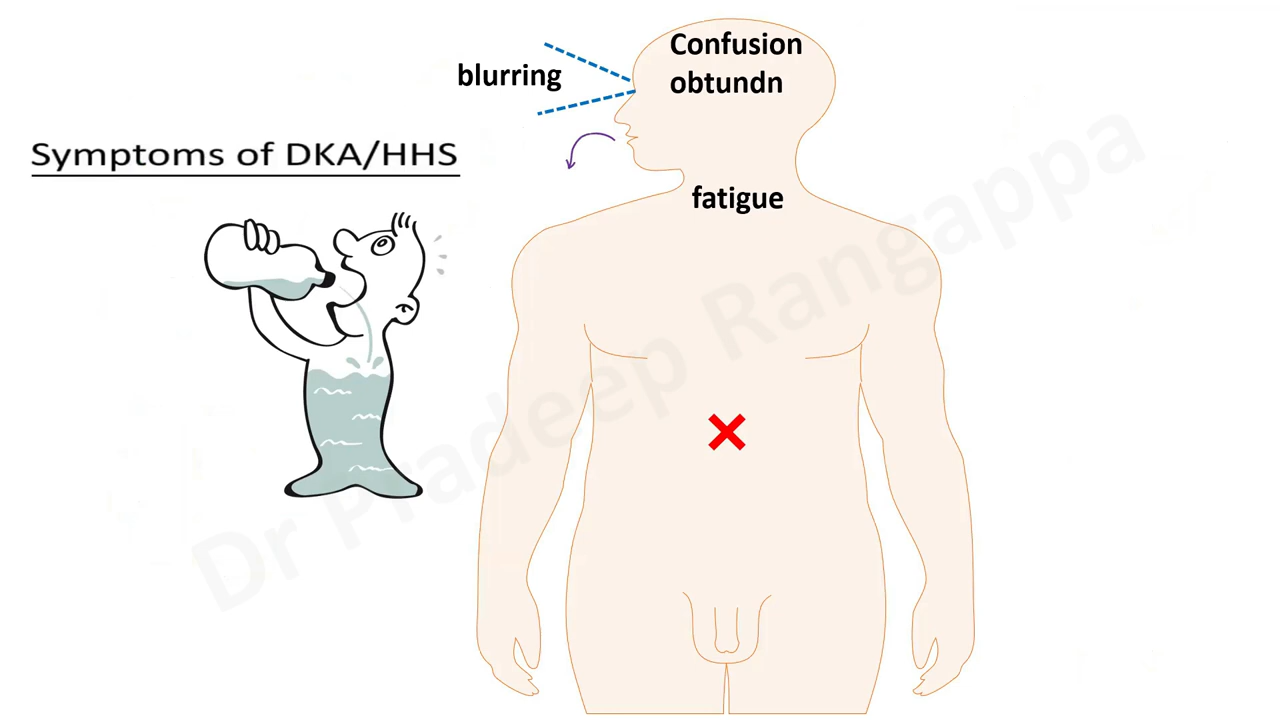 Confusion
obtundn
blurring
Symptoms of DKA/HHS
fatigue
Dr Pradeep Rangappa